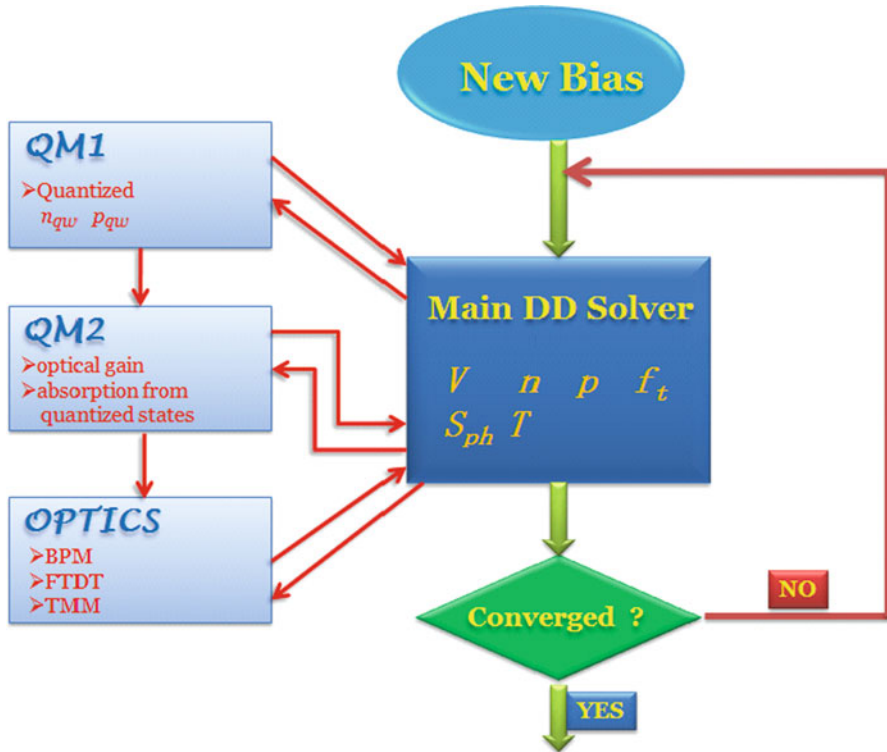 New Bias
QM1
➢Quantized
n_qw p_qw
Main DD Solver
V n p f_t
S_ph T
QM2
➢optical gain
➢absorption from
quantized states
OPTICS
➢BPM
➢FTDT
➢TMM
Converged ?
NO
YES